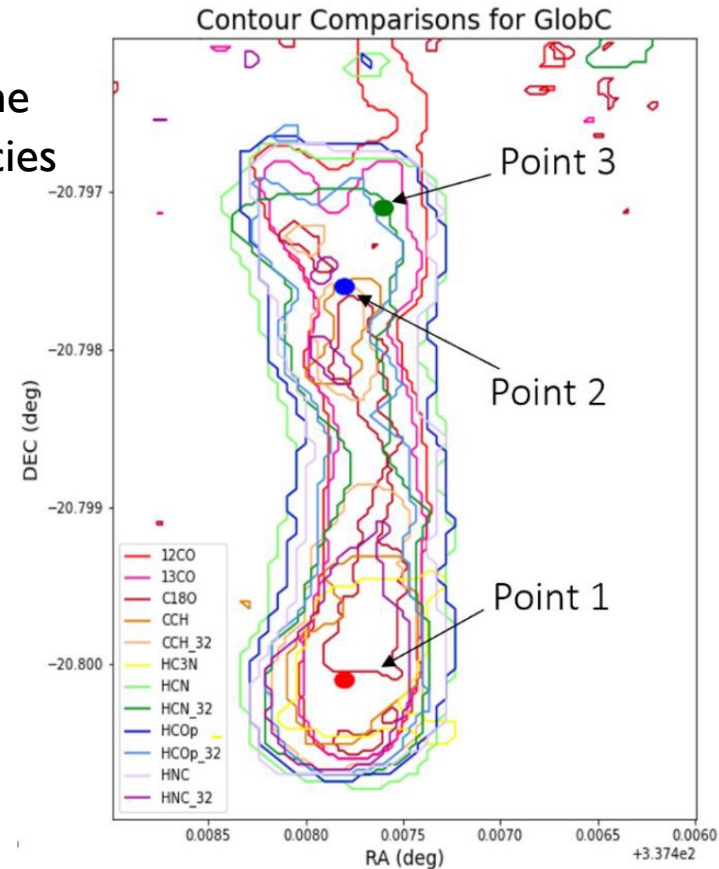 Contour Comparisons for GlobC
ne
cies
Point 3
−20.797
−20.798
Point 2
DEC (deg)
−20.799
12CO
13CO
C18O
CCH
CCH_32
HC3N
HCN
HCN_32
HCOp
HCOp_32
HNC
HNC_32
Point 1
−20.800
0.0085 0.0080 0.0075 0.0070 0.0065 0.0060
RA (deg)
+3.374e2